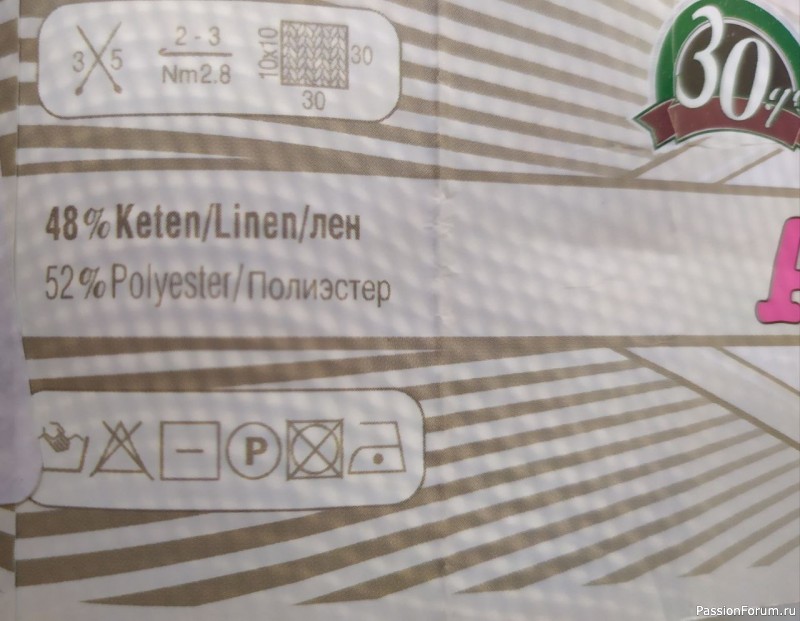 3 5
2 - 3
Nm2.8
10x10
30
30
30
48% Keten/Linen/лен
52% Polyester/Полиэстер
P
PassionForum.ru